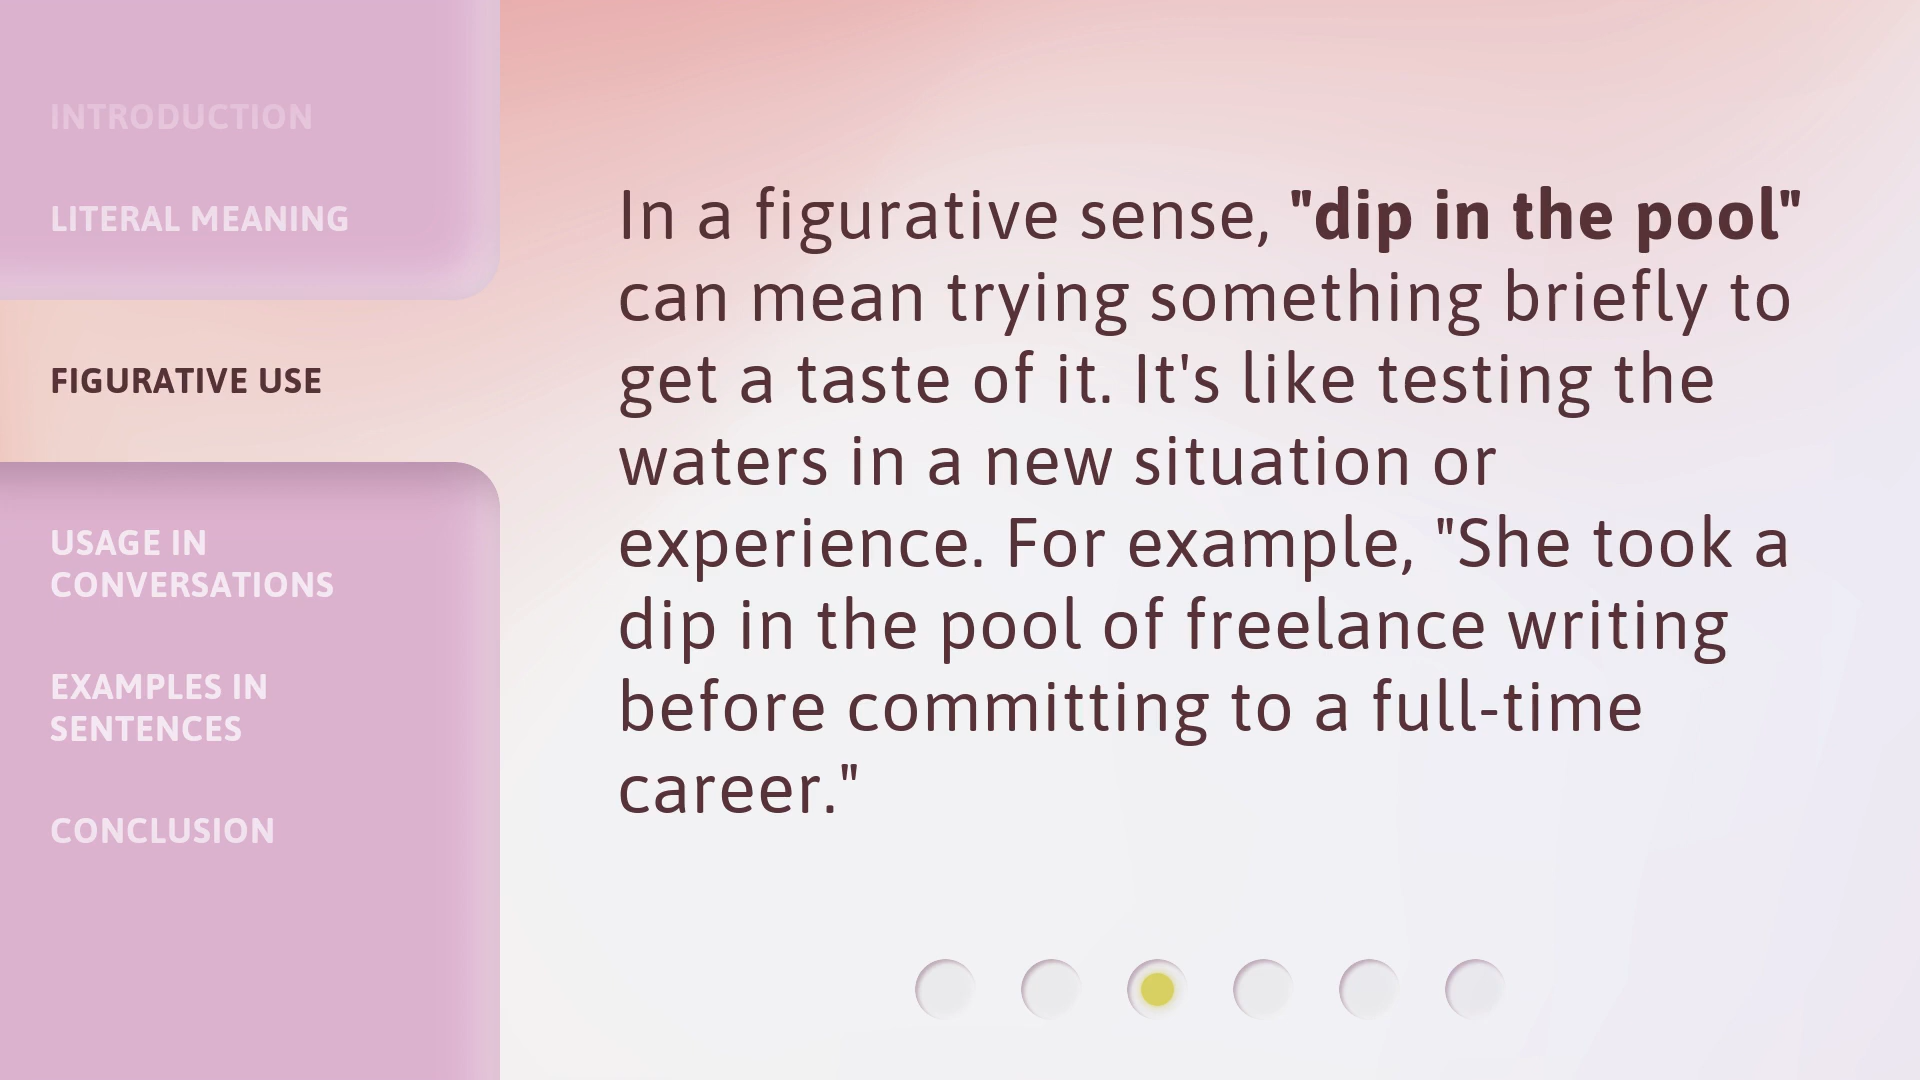 INTRODUCTION
LITERAL MEANING
FIGURATIVE USE
USAGE IN
CONVERSATIONS
EXAMPLES IN
SENTENCES
CONCLUSION
In a figurative sense, "dip in the pool"
can mean trying something briefly to
get a taste of it. It's like testing the
waters in a new situation or
experience. For example, "She took a
dip in the pool of freelance writing
before committing to a full-time
career."